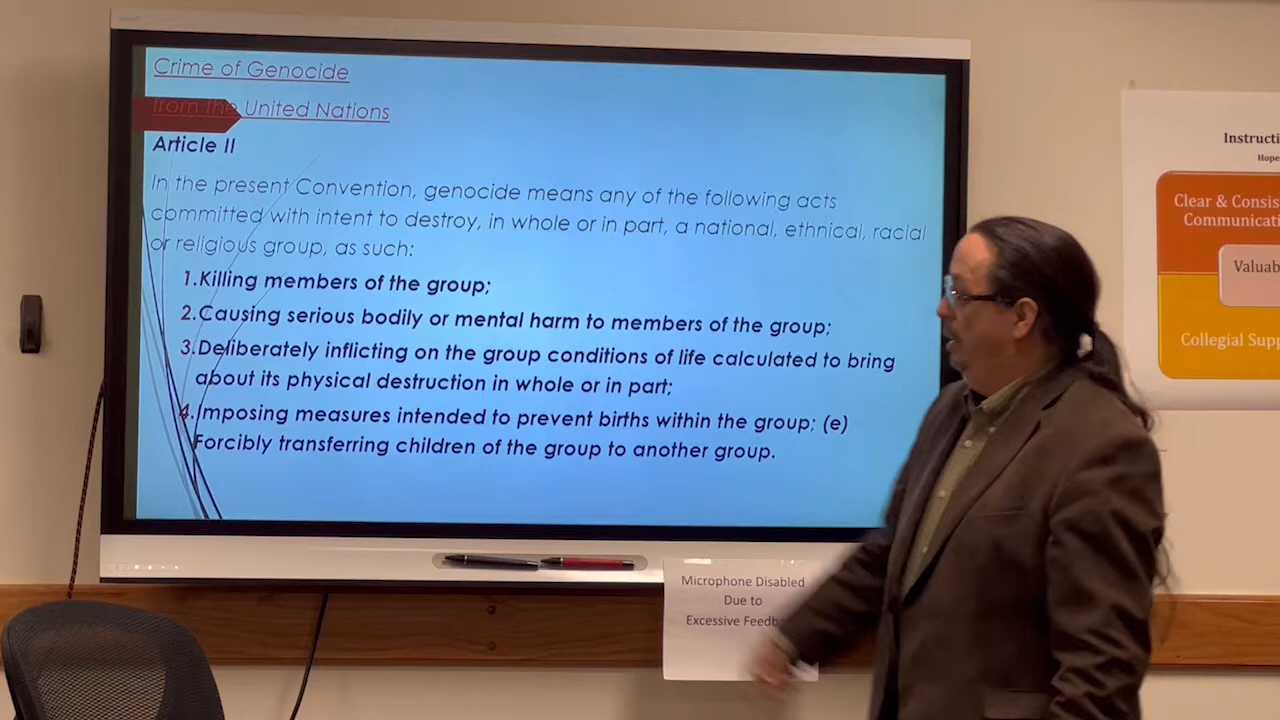 Crime of Genocide
from the United Nations
Article II
In the present Convention, genocide means any of the following acts
committed with intent to destroy, in whole or in part, a national, ethnical, racial
or religious group, as such:
1.Killing members of the group;
2.Causing serious bodily or mental harm to members of the group;
3.Deliberately inflicting on the group conditions of life calculated to bring
about its physical destruction in whole or in part;
4.Imposing measures intended to prevent births within the group; (e)
Forcibly transferring children of the group to another group.
Microphone Disabled
Due to
Excessive
Hope
Clear &
Collegial